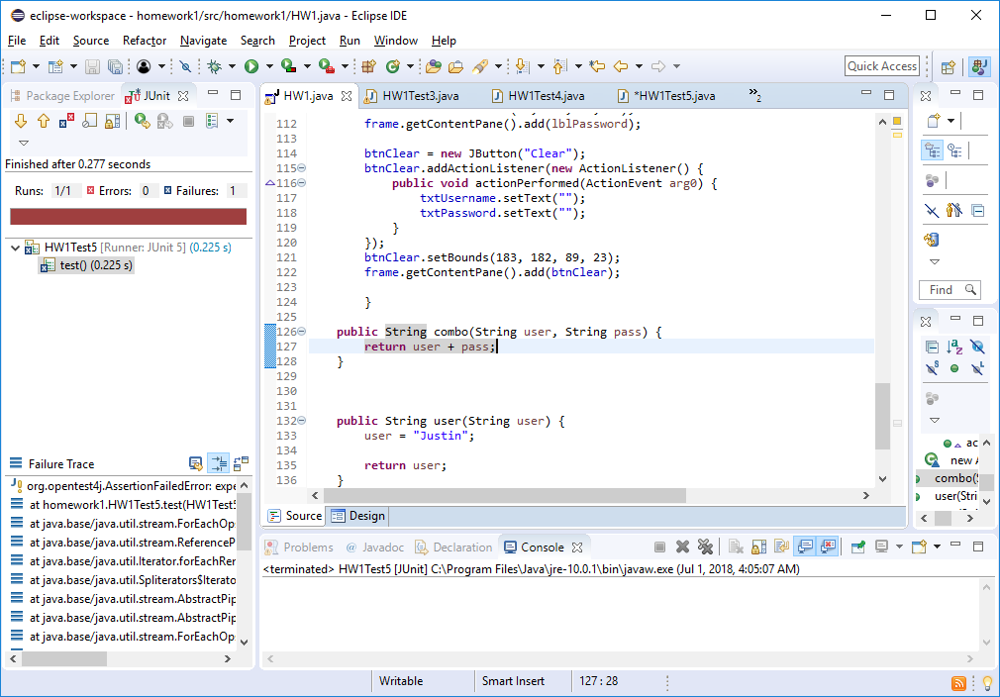 eclipse-workspace - homework1/src/homework1/HW1.java - Eclipse IDE
File Edit Source Refactor Navigate Search Project Run Window Help
Quick Access
Package Explorer JUnit
Finished after 0.277 seconds
Runs: 1/1 Errors: 0 Failures: 1
HW1Test5 [Runner: JUnit 5] (0.225 s)
test() (0.225 s)
Failure Trace
org.opentest4j.AssertionFailedError: expe
at homework1.HW1Test5.test(HW1Test5
at java.base/java.util.stream.ForEachOps
at java.base/java.util.stream.ReferenceP
at java.base/java.util.Iterator.forEachRer
at java.base/java.util.Spliterators$Iterato
at java.base/java.util.stream.AbstractPip
at java.base/java.util.stream.AbstractPip
at java.base/java.util.stream.ForEachOps
HW1.java HW1Test3.java HW1Test4.java *HW1Test5.java »2
112 frame.getContentPane().add(lblPassword);
113
114 btnClear = new JButton("Clear");
115 btnClear.addActionListener(new ActionListener() {
116 public void actionPerformed(ActionEvent arg0) {
117 txtUsername.setText("");
118 txtPassword.setText("");
119 }
120 });
121 btnClear.setBounds(183, 182, 89, 23);
122 frame.getContentPane().add(btnClear);
123
124 }
125
126 public String combo(String user, String pass) {
127 return user + pass;
128 }
129
130
131
132 public String user(String user) {
133 user = "Justin";
134
135 return user;
136 }
Source Design
Find
ac
new A
combo(S
user(Stri
Problems @ Javadoc Declaration Console
<terminated> HW1Test5 [JUnit] C:\Program Files\Java\jre-10.0.1\bin\javaw.exe (Jul 1, 2018, 4:05:07 AM)
Writable Smart Insert 127 : 28